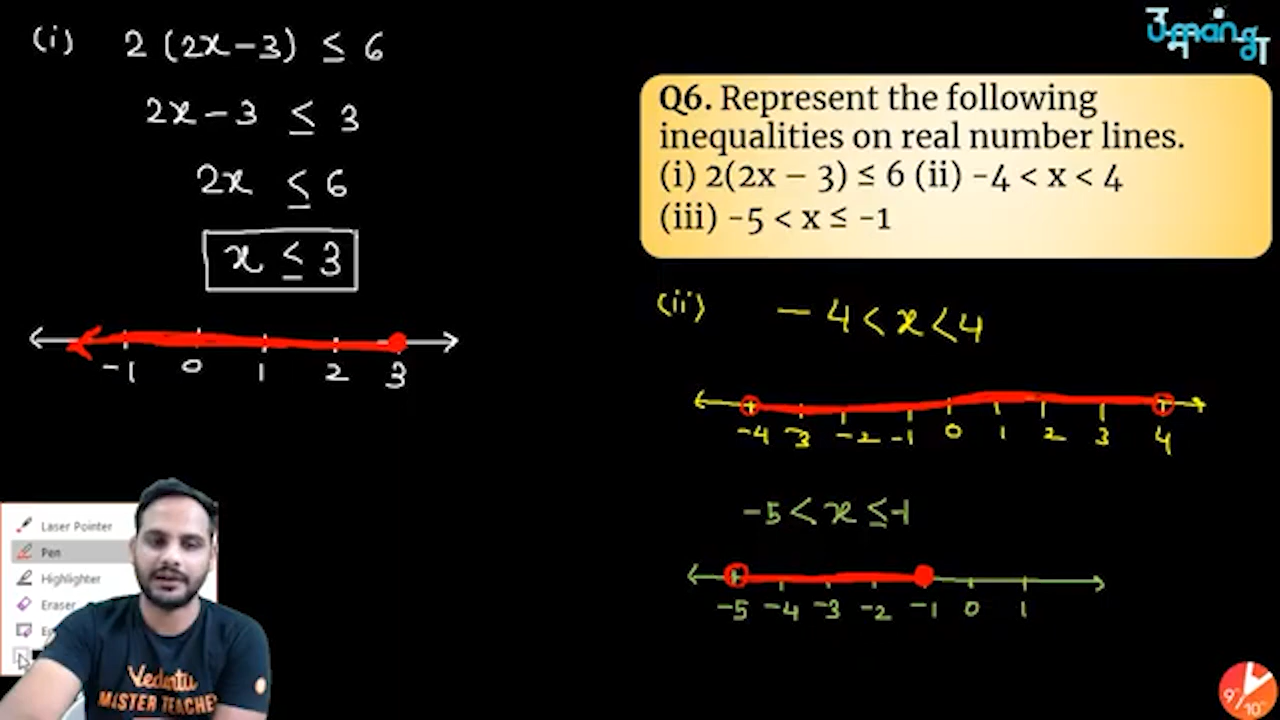 (i) 2 (2x - 3) ≤ 6
2x - 3 ≤ 3
2x ≤ 6
x ≤ 3
-1 0 1 2 3
उमंग
Q6. Represent the following
inequalities on real number lines.
(i) 2(2x – 3) ≤ 6 (ii) -4 < x < 4
(iii) -5 < x ≤ -1
(ii) - 4 < x < 4
-4 -3 -2 -1 0 1 2 3 4
-5 < x ≤ -1
-5 -4 -3 -2 -1 0 1
Laser Pointer
Pen
Highlighter
Eraser
Vedantu
MASTER TEACHER
9th/10th